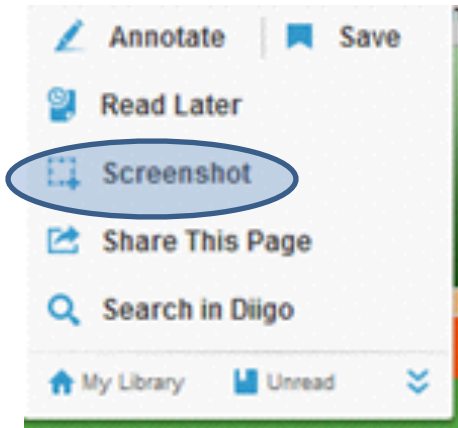 Annotate Save
Read Later
Screenshot
Share This Page
Search in Diigo
My Library Unread